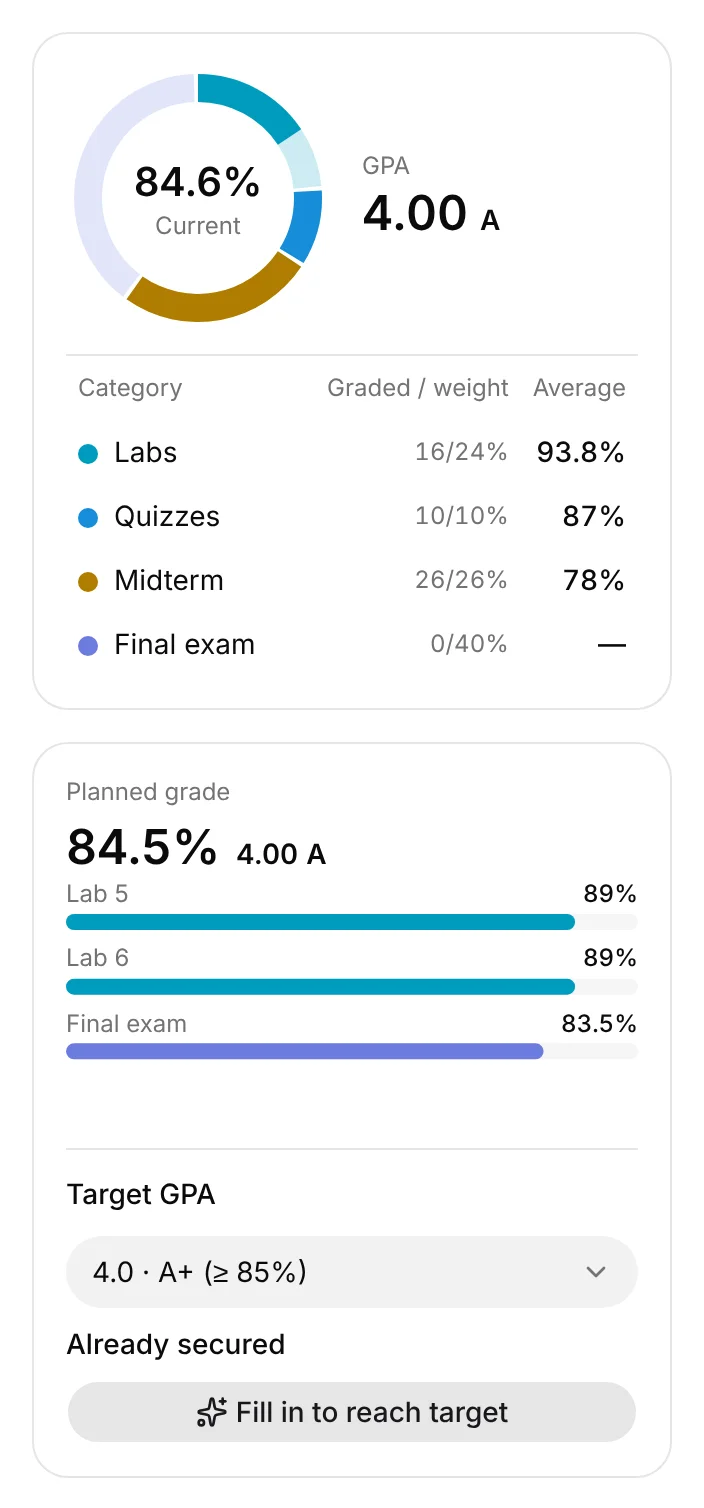 84.6%
Current
GPA
4.00 A
Category Graded / weight Average
Labs 16/24% 93.8%
Quizzes 10/10% 87%
Midterm 26/26% 78%
Final exam 0/40% —
Planned grade
84.5% 4.00 A
Lab 5 89%
Lab 6 89%
Final exam 83.5%
Target GPA
4.0 · A+ (≥ 85%)
Already secured
Fill in to reach target